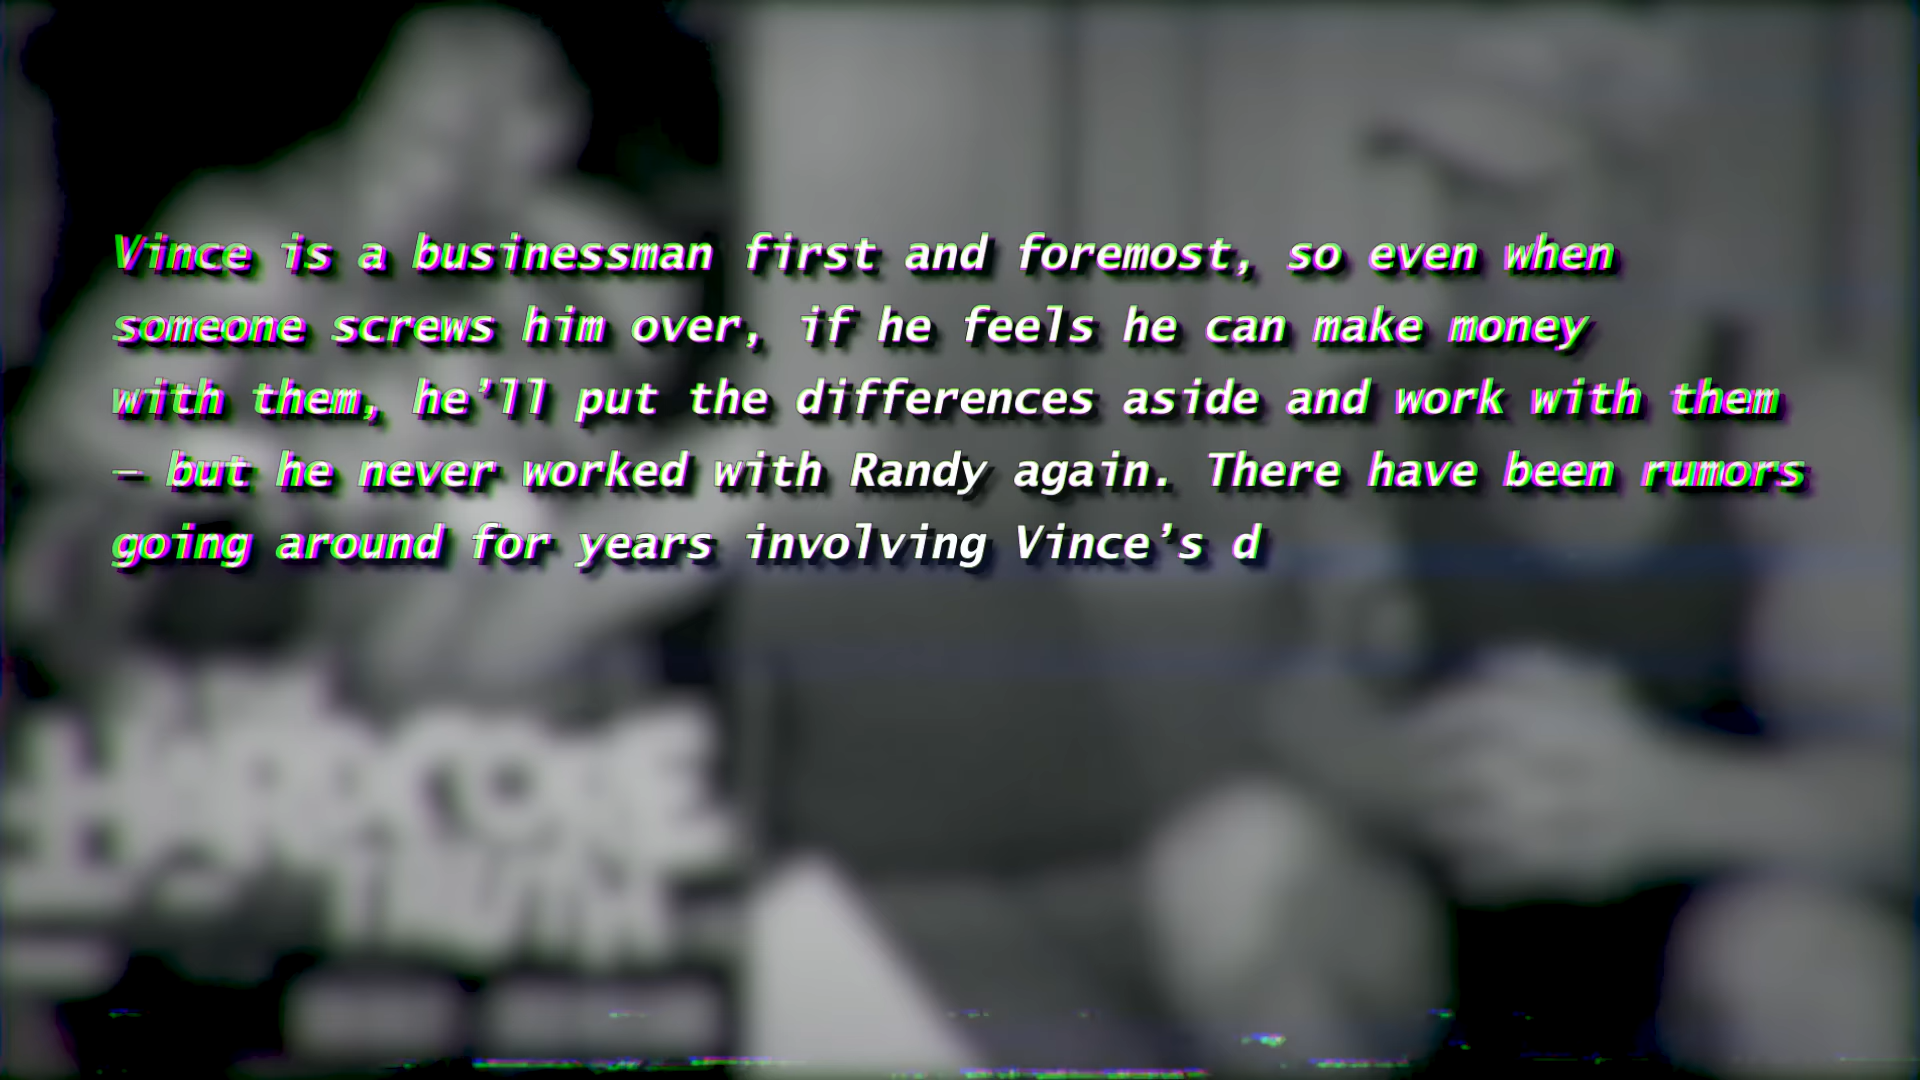 Vince is a businessman first and foremost, so even when
someone screws him over, if he feels he can make money
with them, he’ll put the differences aside and work with them
– but he never worked with Randy again. There have been rumors
going around for years involving Vince’s d
HARDCORE